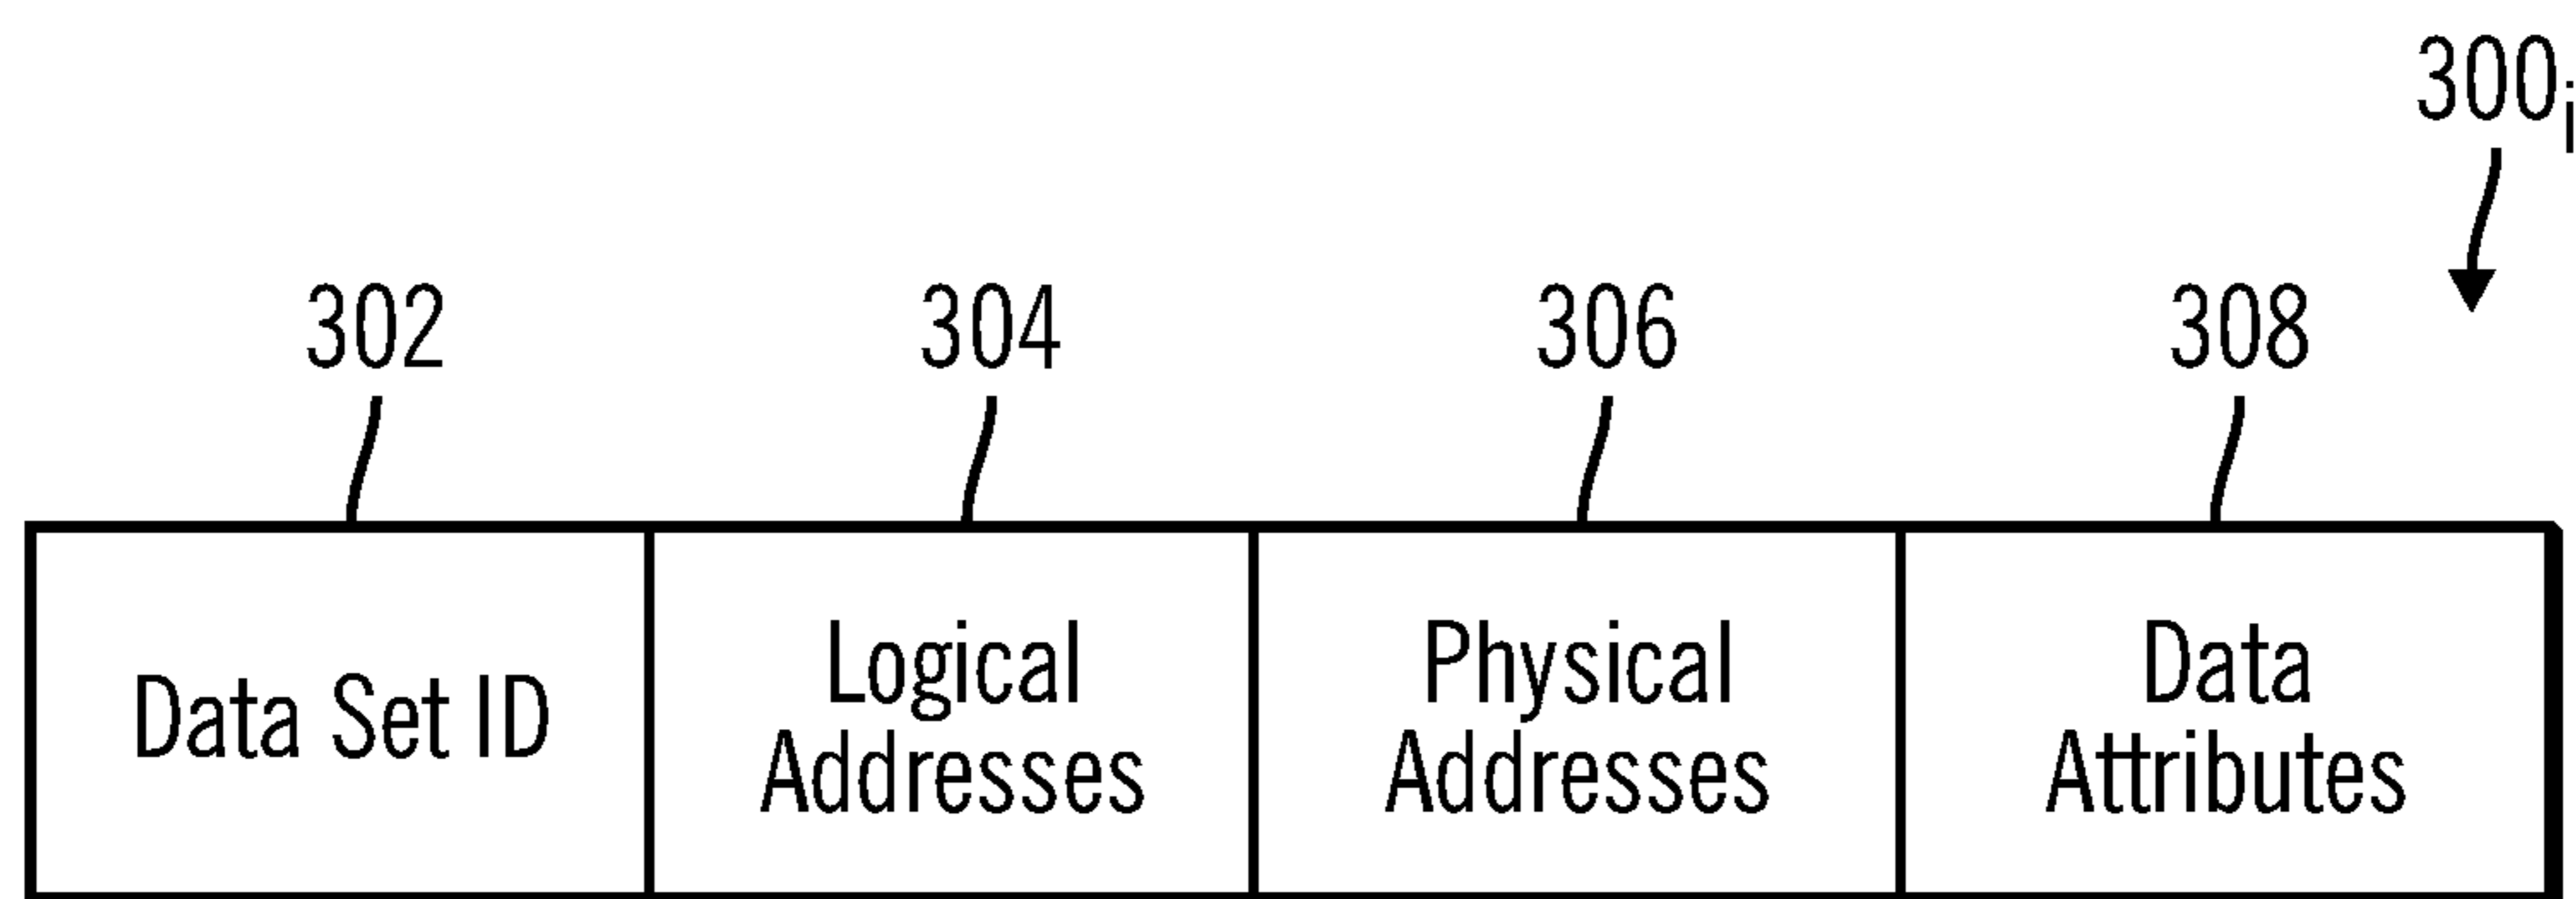 300i
302 304 306 308
Data Set ID
Logical
Addresses
Physical
Addresses
Data
Attributes